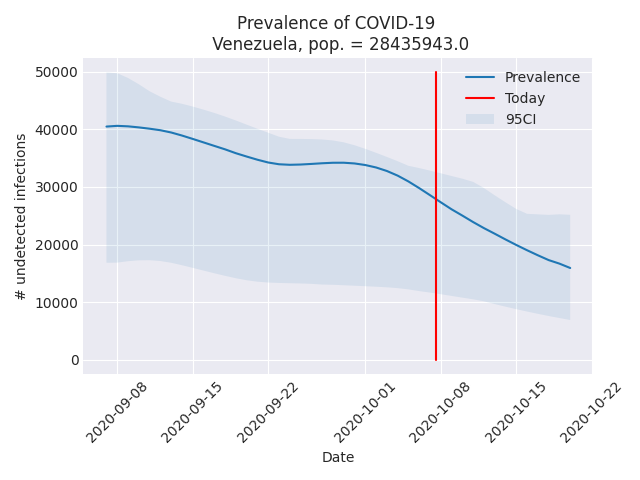 Prevalence of COVID-19
Venezuela, pop. = 28435943.0
50000
40000
30000
20000
10000
0
# undetected infections
Prevalence
Today
95CI
2020-09-08
2020-09-15
2020-09-22
2020-10-01
2020-10-08
2020-10-15
2020-10-22
Date